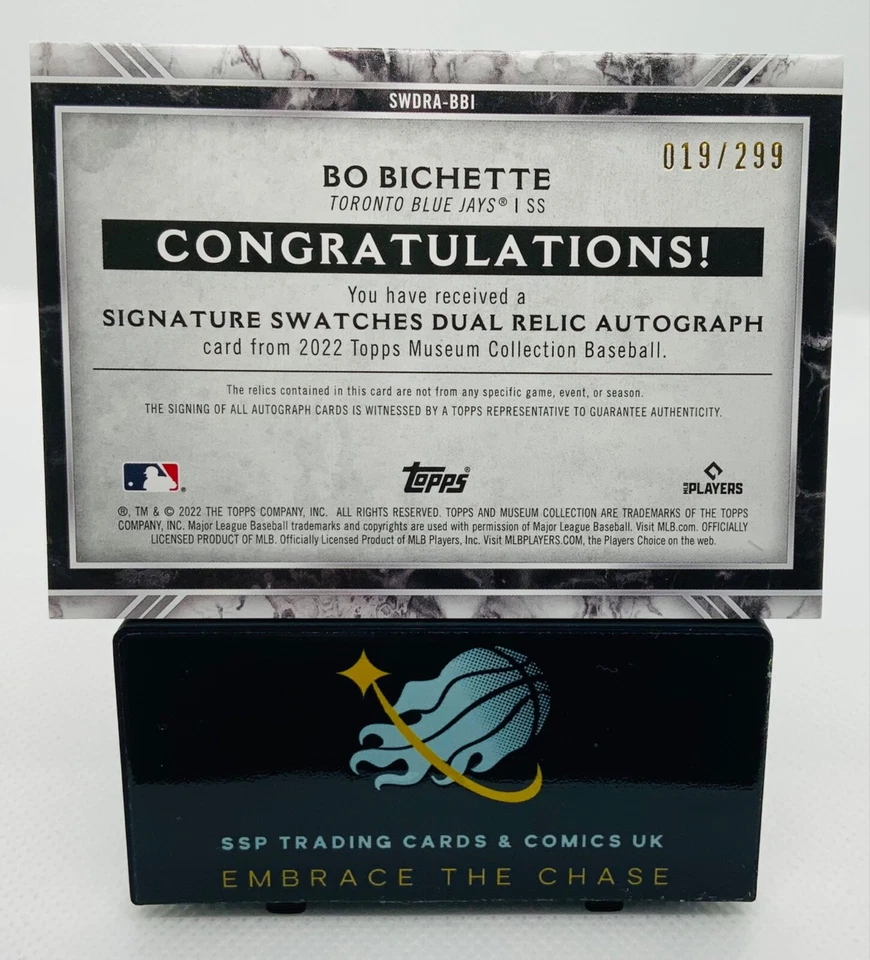 SWDRA-BBI
019/299
BO BICHETTE
TORONTO BLUE JAYS® | SS
CONGRATULATIONS!
You have received a
SIGNATURE SWATCHES DUAL RELIC AUTOGRAPH
card from 2022 Topps Museum Collection Baseball.
The relics contained in this card are not from any specific game, event, or season.
THE SIGNING OF ALL AUTOGRAPH CARDS IS WITNESSED BY A TOPPS REPRESENTATIVE TO GUARANTEE AUTHENTICITY.
®
topps®
MLB PLAYERS
®, TM & © 2022 THE TOPPS COMPANY, INC. ALL RIGHTS RESERVED. TOPPS AND MUSEUM COLLECTION ARE TRADEMARKS OF THE TOPPS
COMPANY, INC. Major League Baseball trademarks and copyrights are used with permission of Major League Baseball. Visit MLB.com. OFFICIALLY
LICENSED PRODUCT OF MLB. Officially Licensed Product of MLB Players, Inc. Visit MLBPLAYERS.COM, the Players Choice on the web.
SSP TRADING CARDS & COMICS UK
EMBRACE THE CHASE